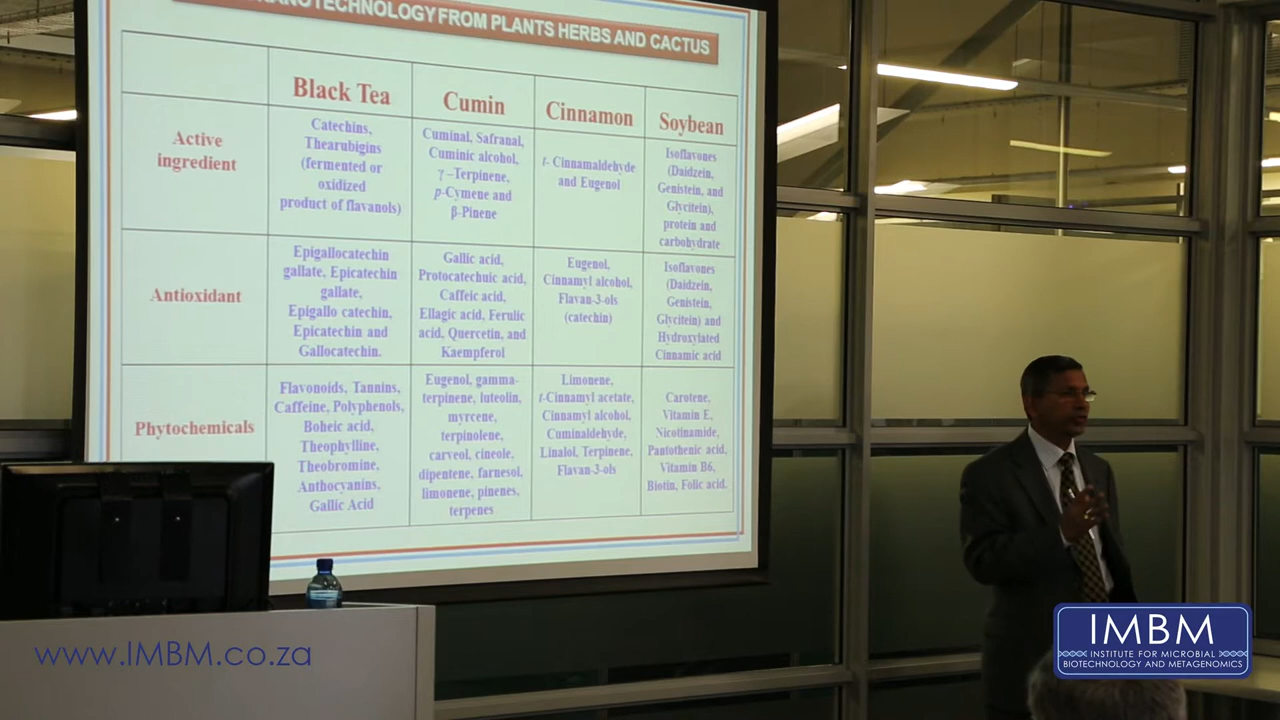 NANOTECHNOLOGY FROM PLANTS HERBS AND CACTUS
Black Tea
Cumin
Cinnamon
Soybean
Active
ingredient
Catechins,
Thearubigins
(fermented or
oxidized
product of flavanols)
Cuminal, Safranal,
Cuminic alcohol,
γ –Terpinene,
p-Cymene and
β-Pinene
t- Cinnamaldehyde
and Eugenol
Isoflavones
(Daidzein,
Genistein, and
Glycitein),
protein and
carbohydrate
Antioxidant
Epigallocatechin
gallate, Epicatechin
gallate,
Epigallo catechin,
Epicatechin and
Gallocatechin.
Gallic acid,
Protocatechuic acid,
Caffeic acid,
Ellagic acid, Ferulic
acid, Quercetin, and
Kaempferol
Eugenol,
Cinnamyl alcohol,
Flavan-3-ols
(catechin)
Isoflavones
(Daidzein,
Genistein,
Glycitein) and
Hydroxylated
Cinnamic acid
Phytochemicals
Flavonoids, Tannins,
Caffeine, Polyphenols,
Boheic acid,
Theophylline,
Theobromine,
Anthocyanins,
Gallic Acid
Eugenol, gamma-
terpinene, luteolin,
myrcene,
terpinolene,
carveol, cineole,
dipentene, farnesol,
limonene, pinenes,
terpenes
Limonene,
t-Cinnamyl acetate,
Cinnamyl alcohol,
Cuminaldehyde,
Linalol, Terpinene,
Flavan-3-ols
Carotene,
Vitamin E,
Nicotinamide,
Pantothenic acid,
Vitamin B6,
Biotin, Folic acid.
www.IMBM.co.za
IMBM
INSTITUTE FOR MICROBIAL
BIOTECHNOLOGY AND METAGENOMICS